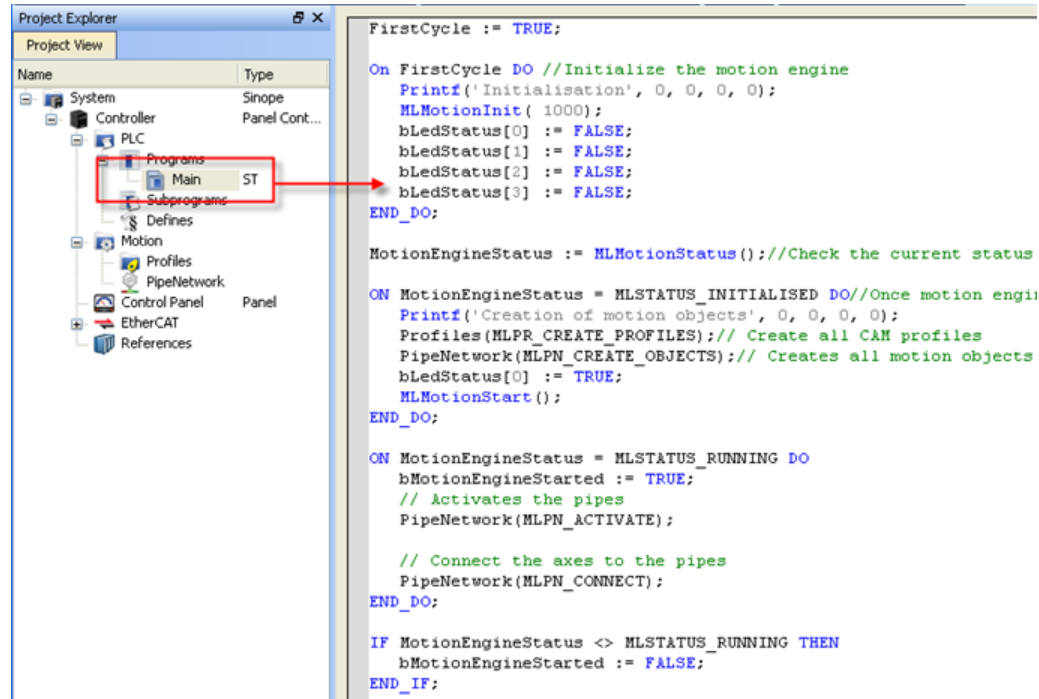 Project Explorer
Project View
Name Type
System Sinope
Controller Panel Cont...
PLC
Programs
Main ST
Subprograms
Defines
Motion
Profiles
PipeNetwork
Control Panel Panel
EtherCAT
References
FirstCycle := TRUE;
On FirstCycle DO //Initialize the motion engine
Printf('Initialisation', 0, 0, 0, 0);
MLMotionInit( 1000);
bLedStatus[0] := FALSE;
bLedStatus[1] := FALSE;
bLedStatus[2] := FALSE;
bLedStatus[3] := FALSE;
END_DO;
MotionEngineStatus := MLMotionStatus();//Check the current status
ON MotionEngineStatus = MLSTATUS_INITIALISED DO//Once motion engin
Printf('Creation of motion objects', 0, 0, 0, 0);
Profiles(MLPR_CREATE_PROFILES);// Create all CAM profiles
PipeNetwork(MLPN_CREATE_OBJECTS);// Creates all motion objects
bLedStatus[0] := TRUE;
MLMotionStart();
END_DO;
ON MotionEngineStatus = MLSTATUS_RUNNING DO
bMotionEngineStarted := TRUE;
// Activates the pipes
PipeNetwork(MLPN_ACTIVATE);
// Connect the axes to the pipes
PipeNetwork(MLPN_CONNECT);
END_DO;
IF MotionEngineStatus <> MLSTATUS_RUNNING THEN
bMotionEngineStarted := FALSE;
END_IF;